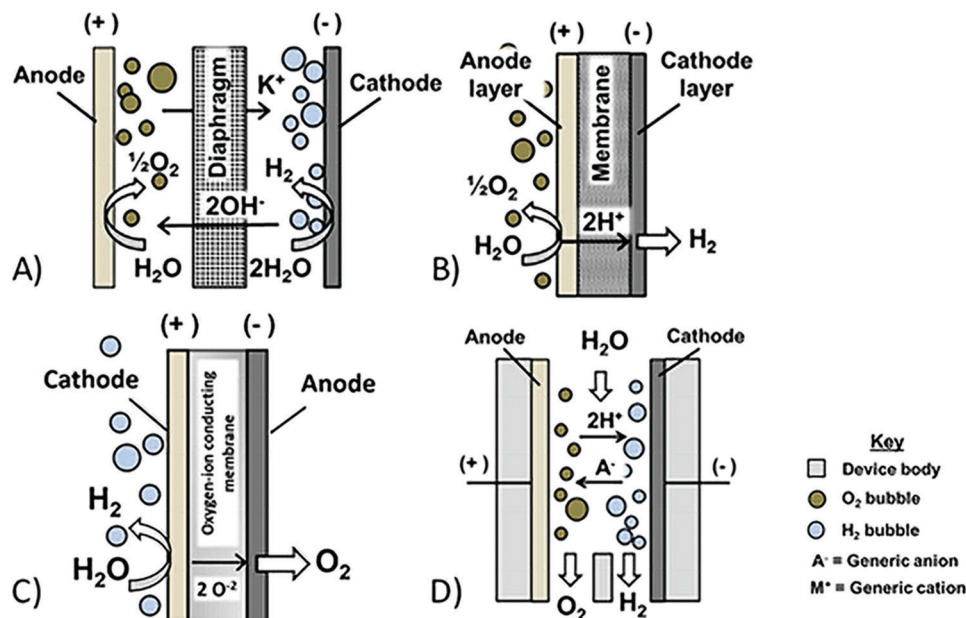 (+)
(-)
Anode
Diaphragm
K⁺
Cathode
½O₂
H₂
2OH⁻
H₂O
2H₂O
A)
(+)
(-)
Anode
layer
Membrane
Cathode
layer
½O₂
2H⁺
H₂O
H₂
B)
(+)
(-)
Cathode
Oxygen-ion conducting
membrane
Anode
H₂
H₂O
2 O⁻²
O₂
C)
Anode
H₂O
Cathode
2H⁺
A⁻
(+)
(-)
O₂
H₂
D)
Key
Device body
O₂ bubble
H₂ bubble
A⁻ = Generic anion
M⁺ = Generic cation